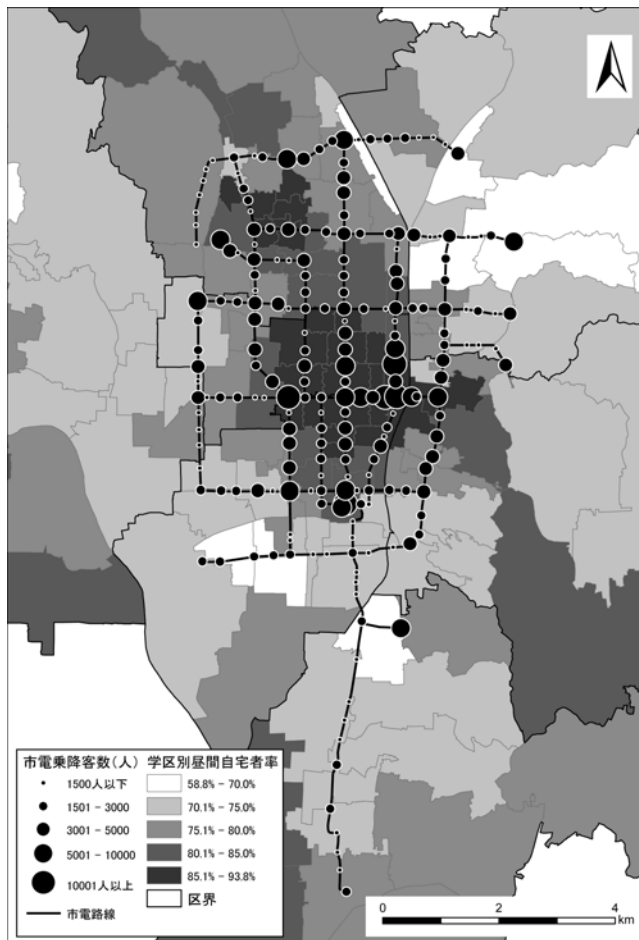 市電乗降客数(人)
1500人以下
1501 - 3000
3001 - 5000
5001 - 10000
10001人以上
市電路線
学区別昼間自宅者率
58.8% - 70.0%
70.1% - 75.0%
75.1% - 80.0%
80.1% - 85.0%
85.1% - 93.8%
区界
0 2 4
km